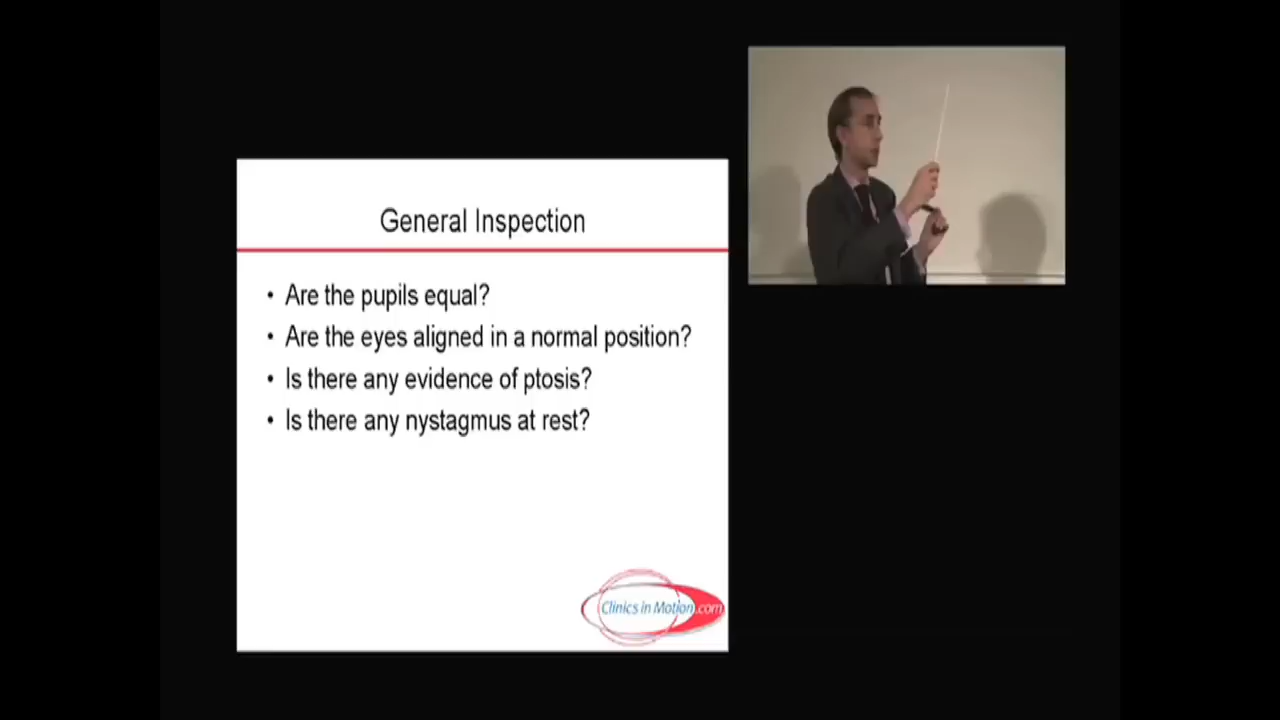 General Inspection
• Are the pupils equal?
• Are the eyes aligned in a normal position?
• Is there any evidence of ptosis?
• Is there any nystagmus at rest?
Clinics in Motion.com